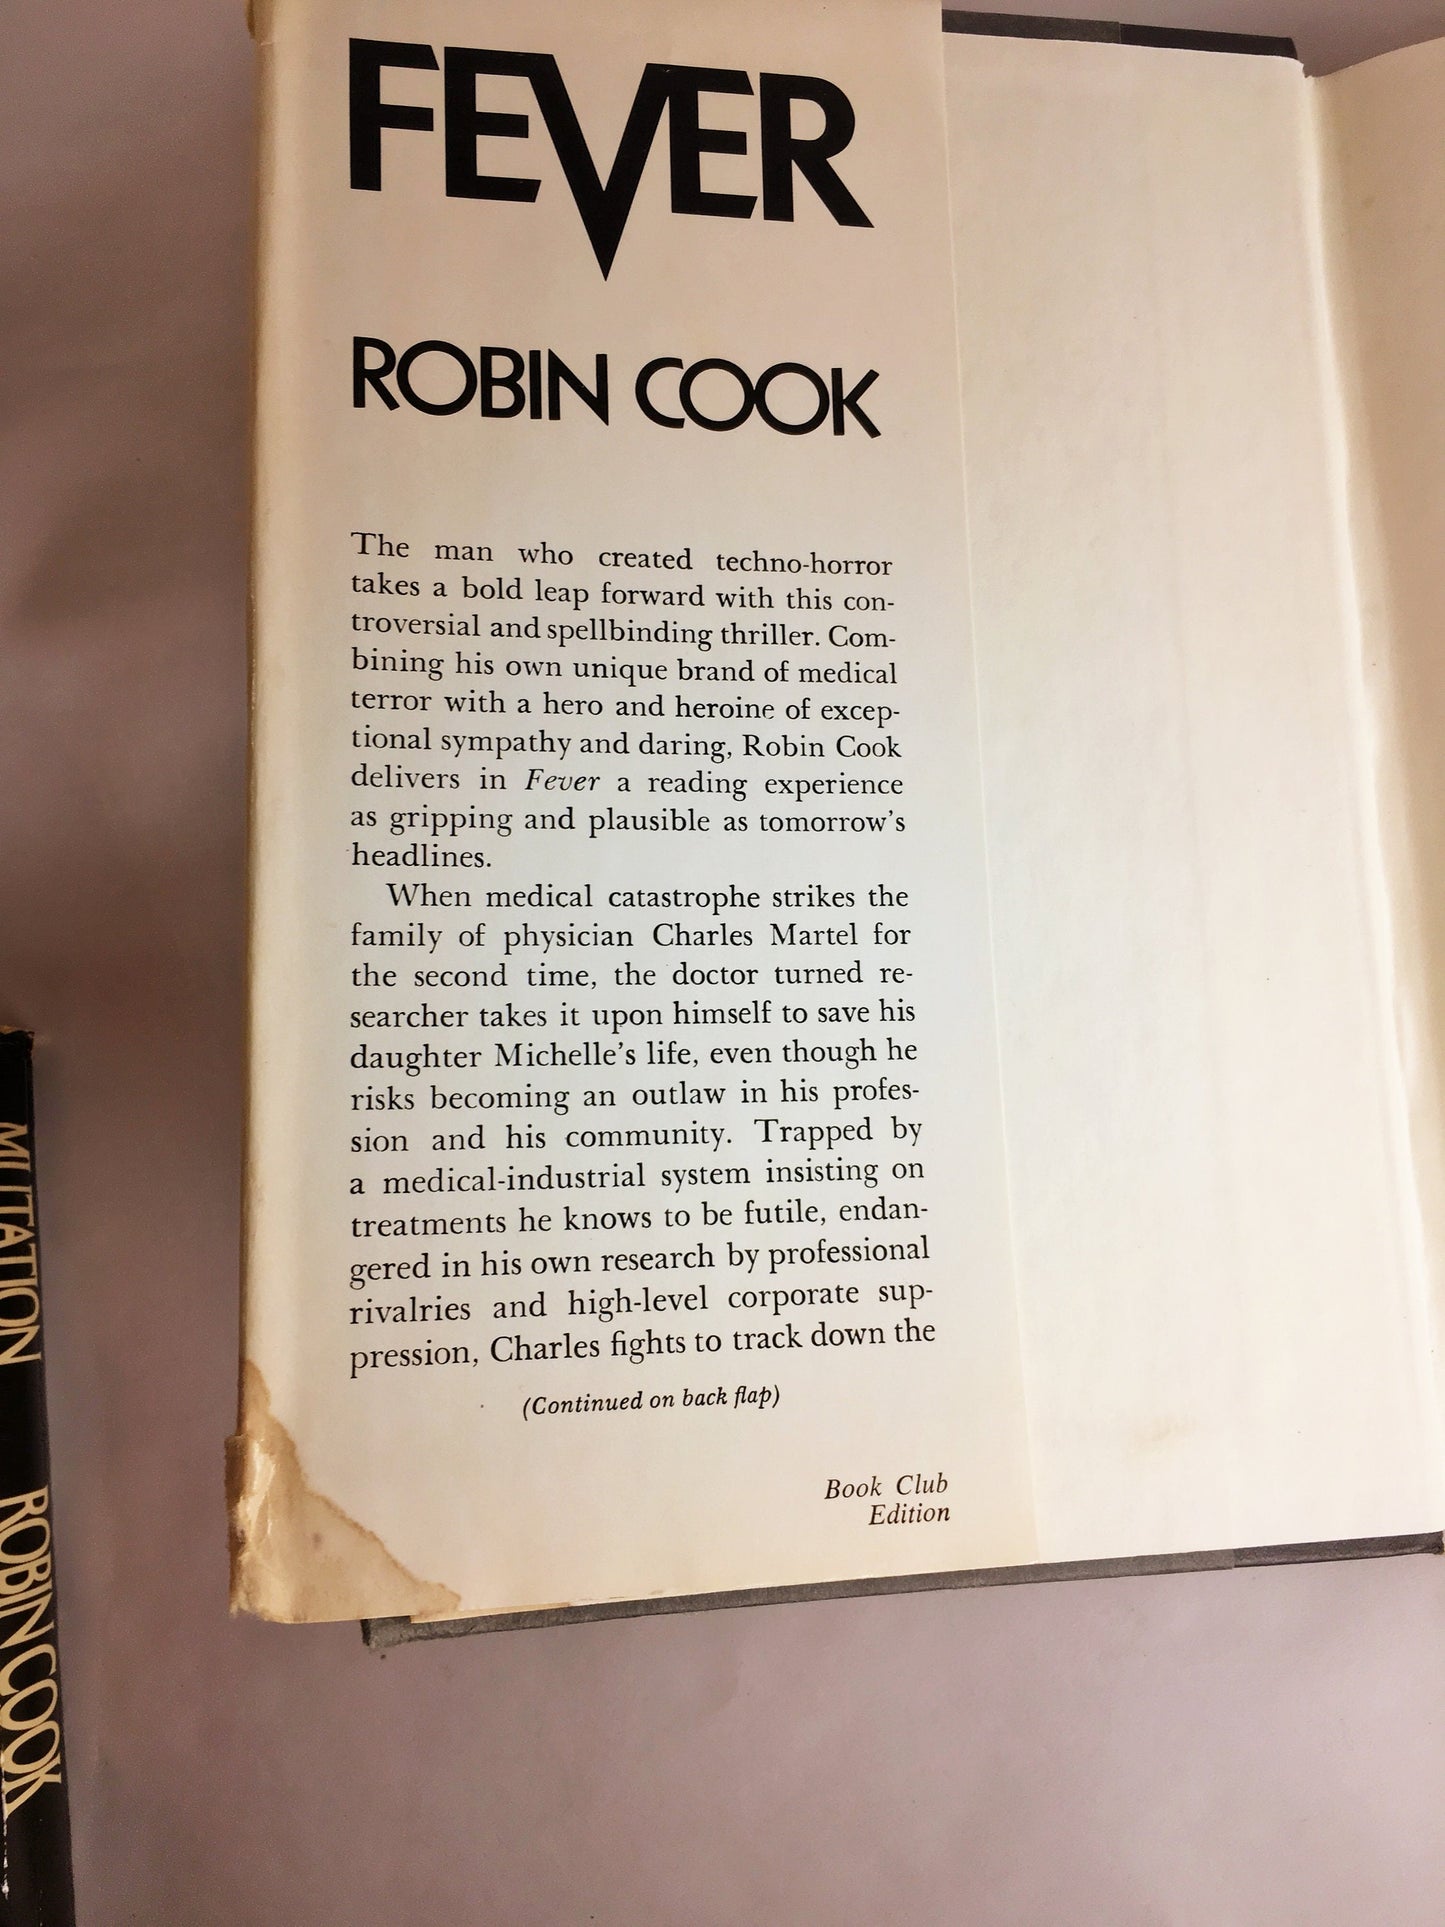 FEVER
ROBIN COOK
The man who created techno-horror
takes a bold leap forward with this con-
troversial and spellbinding thriller. Com-
bining his own unique brand of medical
terror with a hero and heroine of excep-
tional sympathy and daring, Robin Cook
delivers in Fever a reading experience
as gripping and plausible as tomorrow's
headlines.
When medical catastrophe strikes the
family of physician Charles Martel for
the second time, the doctor turned re-
searcher takes it upon himself to save his
daughter Michelle's life, even though he
risks becoming an outlaw in his profes-
sion and his community. Trapped by
a medical-industrial system insisting on
treatments he knows to be futile, endan-
gered in his own research by professional
rivalries and high-level corporate sup-
pression, Charles fights to track down the
(Continued on back flap)
Book Club
Edition
MUTATION ROBIN COOK